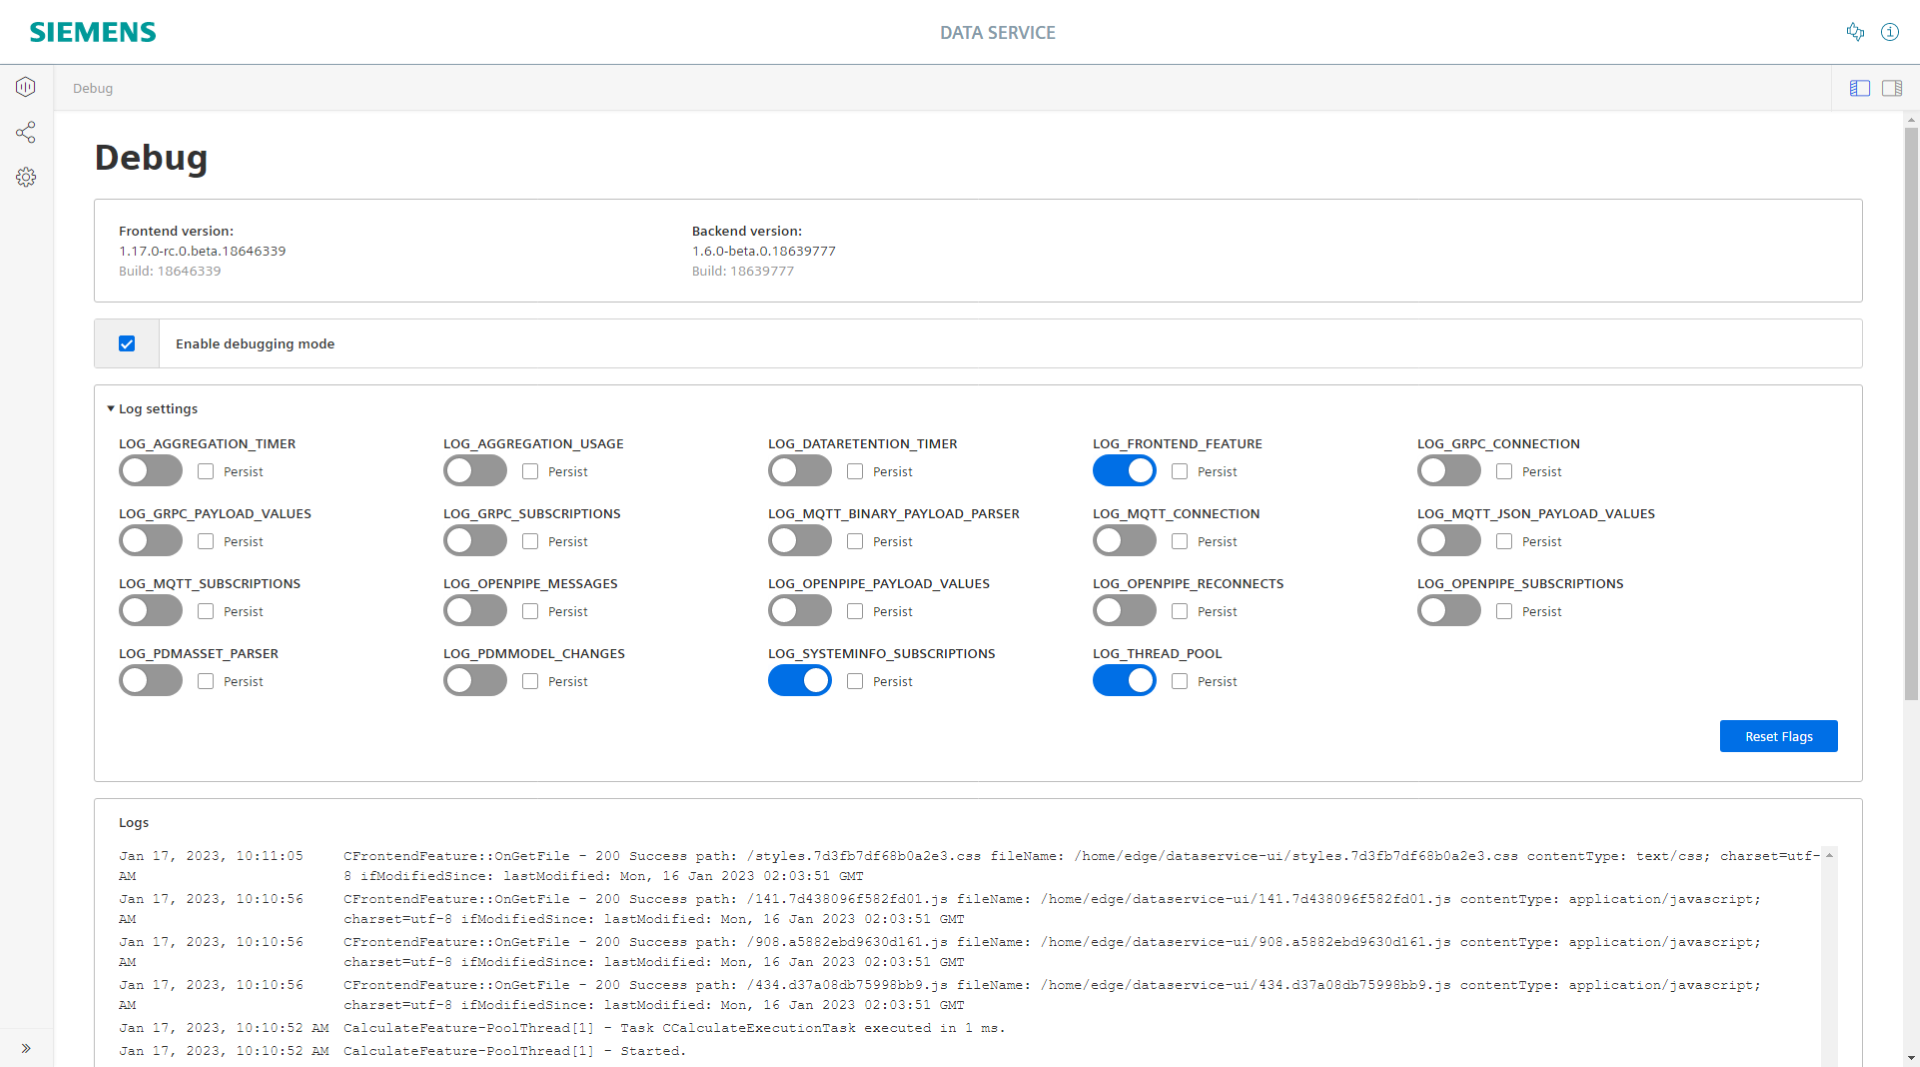 SIEMENS
DATA SERVICE
Debug
Debug
Frontend version:
1.17.0-rc.0.beta.18646339
Build: 18646339
Backend version:
1.6.0-beta.0.18639777
Build: 18639777
Enable debugging mode
Log settings
LOG_AGGREGATION_TIMER
Persist
LOG_AGGREGATION_USAGE
Persist
LOG_DATARETENTION_TIMER
Persist
LOG_FRONTEND_FEATURE
Persist
LOG_GRPC_CONNECTION
Persist
LOG_GRPC_PAYLOAD_VALUES
Persist
LOG_GRPC_SUBSCRIPTIONS
Persist
LOG_MQTT_BINARY_PAYLOAD_PARSER
Persist
LOG_MQTT_CONNECTION
Persist
LOG_MQTT_JSON_PAYLOAD_VALUES
Persist
LOG_MQTT_SUBSCRIPTIONS
Persist
LOG_OPENPIPE_MESSAGES
Persist
LOG_OPENPIPE_PAYLOAD_VALUES
Persist
LOG_OPENPIPE_RECONNECTS
Persist
LOG_OPENPIPE_SUBSCRIPTIONS
Persist
LOG_PDMASSET_PARSER
Persist
LOG_PDMMODEL_CHANGES
Persist
LOG_SYSTEMINFO_SUBSCRIPTIONS
Persist
LOG_THREAD_POOL
Persist
Reset Flags
Logs
Jan 17, 2023, 10:11:05 AM
CFrontendFeature::OnGetFile - 200 Success path: /styles.7d3fb7df68b0a2e3.css fileName: /home/edge/dataservice-ui/styles.7d3fb7df68b0a2e3.css contentType: text/css; charset=utf-
8 ifModifiedSince: lastModified: Mon, 16 Jan 2023 02:03:51 GMT
Jan 17, 2023, 10:10:56 AM
CFrontendFeature::OnGetFile - 200 Success path: /141.7d438096f582fd01.js fileName: /home/edge/dataservice-ui/141.7d438096f582fd01.js contentType: application/javascript;
charset=utf-8 ifModifiedSince: lastModified: Mon, 16 Jan 2023 02:03:51 GMT
Jan 17, 2023, 10:10:56 AM
CFrontendFeature::OnGetFile - 200 Success path: /908.a5882ebd9630d161.js fileName: /home/edge/dataservice-ui/908.a5882ebd9630d161.js contentType: application/javascript;
charset=utf-8 ifModifiedSince: lastModified: Mon, 16 Jan 2023 02:03:51 GMT
Jan 17, 2023, 10:10:56 AM
CFrontendFeature::OnGetFile - 200 Success path: /434.d37a08db75998bb9.js fileName: /home/edge/dataservice-ui/434.d37a08db75998bb9.js contentType: application/javascript;
charset=utf-8 ifModifiedSince: lastModified: Mon, 16 Jan 2023 02:03:51 GMT
Jan 17, 2023, 10:10:52 AM CalculateFeature-PoolThread[1] - Task CCalculateExecutionTask executed in 1 ms.
Jan 17, 2023, 10:10:52 AM CalculateFeature-PoolThread[1] - Started.